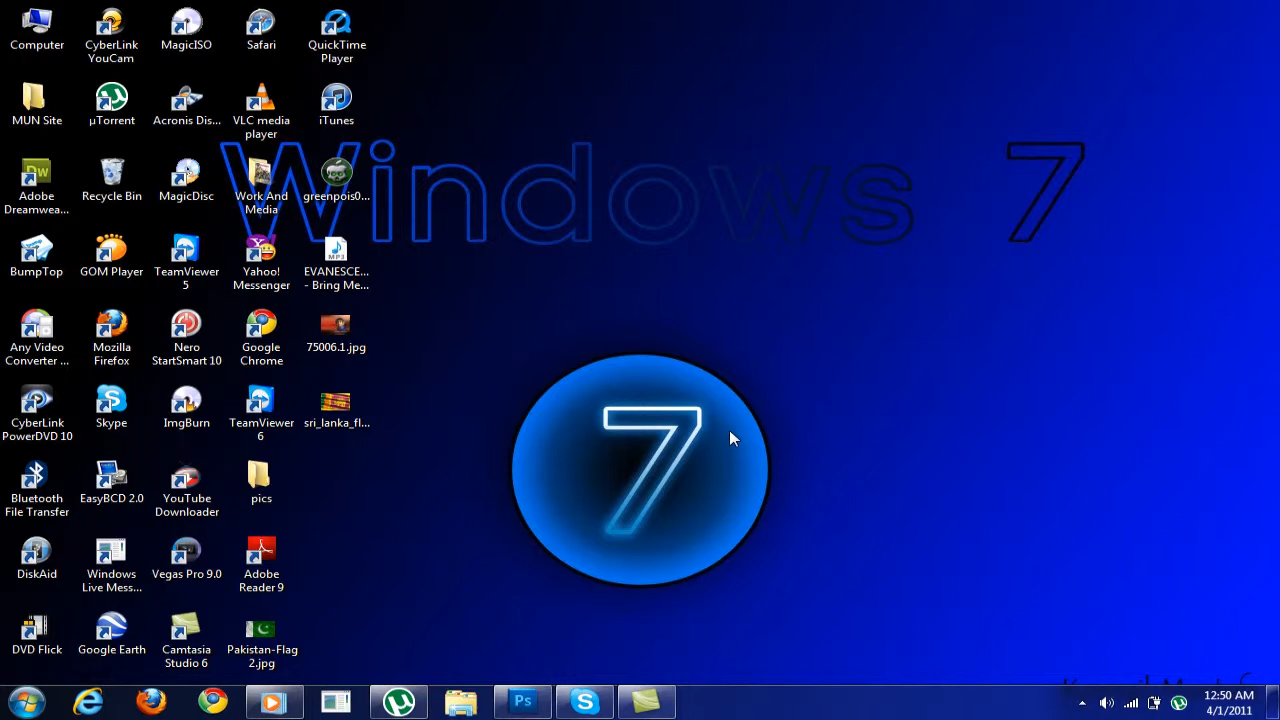 Computer
CyberLink
YouCam
MagicISO
Safari
QuickTime
Player
MUN Site
µTorrent
Acronis Dis...
VLC media
player
iTunes
Windows 7
Dw
Adobe
Dreamwea...
Recycle Bin
MagicDisc
Work And
Media
greenpois0...
BumpTop
GOM Player
TeamViewer
5
Yahoo!
Messenger
MP3
EVANESCE...
- Bring Me...
Any Video
Converter ...
Mozilla
Firefox
Nero
StartSmart 10
Google
Chrome
75006.1.jpg
CyberLink
PowerDVD 10
Skype
ImgBurn
TeamViewer
6
sri_lanka_fl...
7
Bluetooth
File Transfer
EasyBCD 2.0
YouTube
Downloader
pics
DiskAid
Windows
Live Mess...
Vegas Pro 9.0
Adobe
Reader 9
DVD Flick
Google Earth
Camtasia
Studio 6
Pakistan-Flag
2.jpg
Ps
12:50 AM
4/1/2011